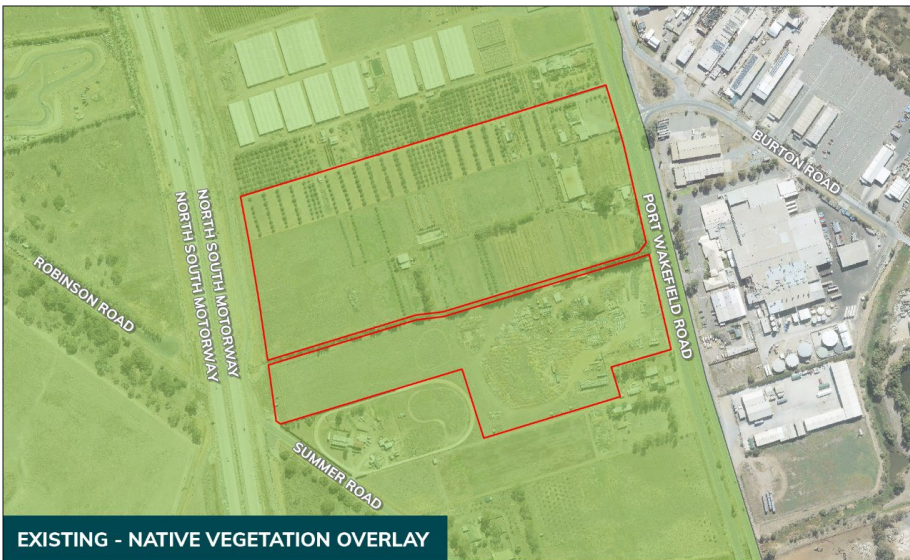 BURTON ROAD
PORT WAKEFIELD ROAD
NORTH SOUTH MOTORWAY
NORTH SOUTH MOTORWAY
ROBINSON ROAD
SUMMER ROAD
EXISTING - NATIVE VEGETATION OVERLAY